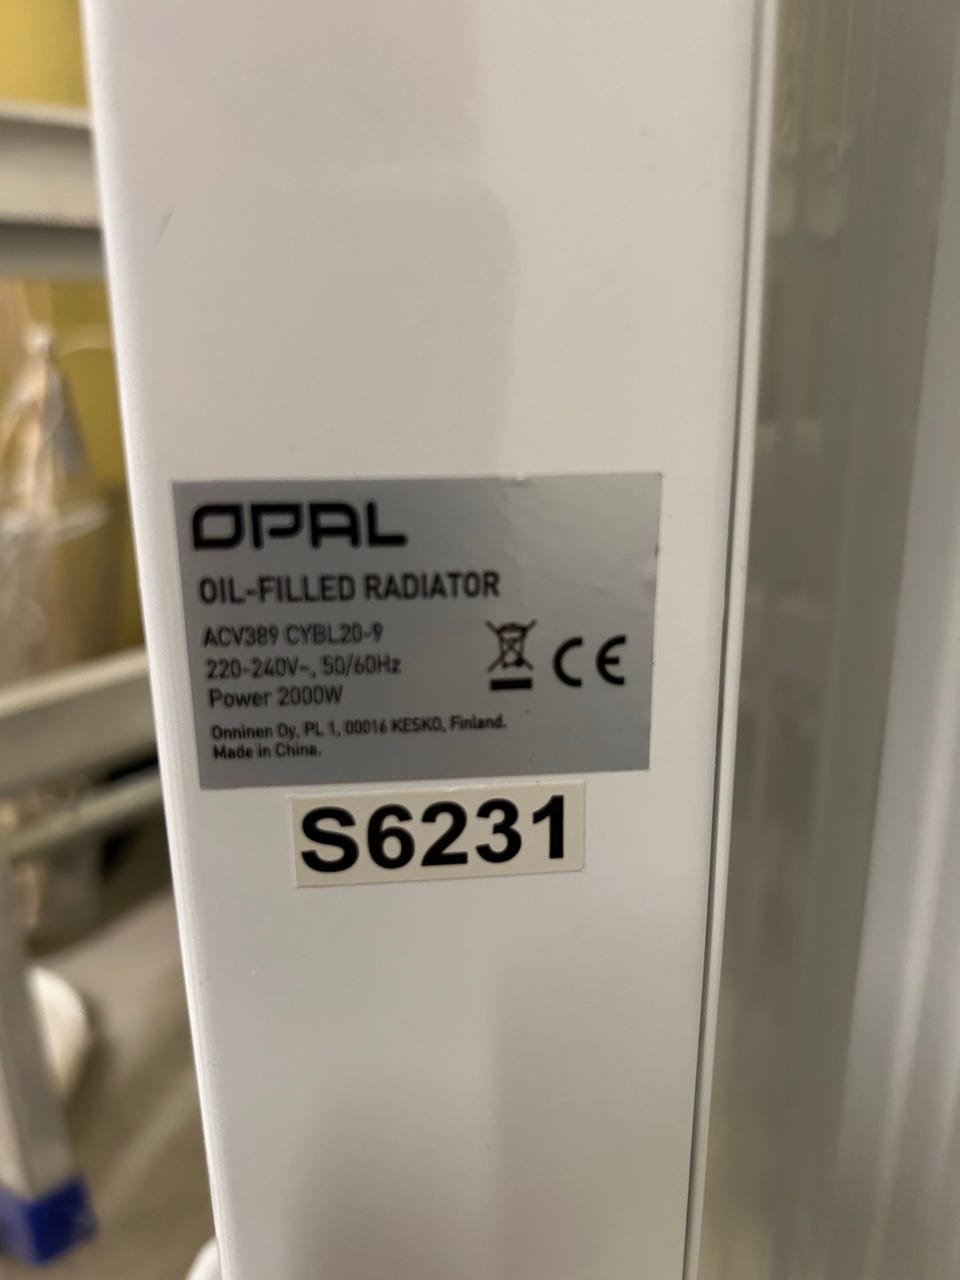 OPAL
OIL-FILLED RADIATOR
ACV389 CYBL20-9
220-240V~, 50/60Hz
Power 2000W
CE
Onninen Oy, PL 1, 00016 KESKO, Finland.
Made in China.
S6231